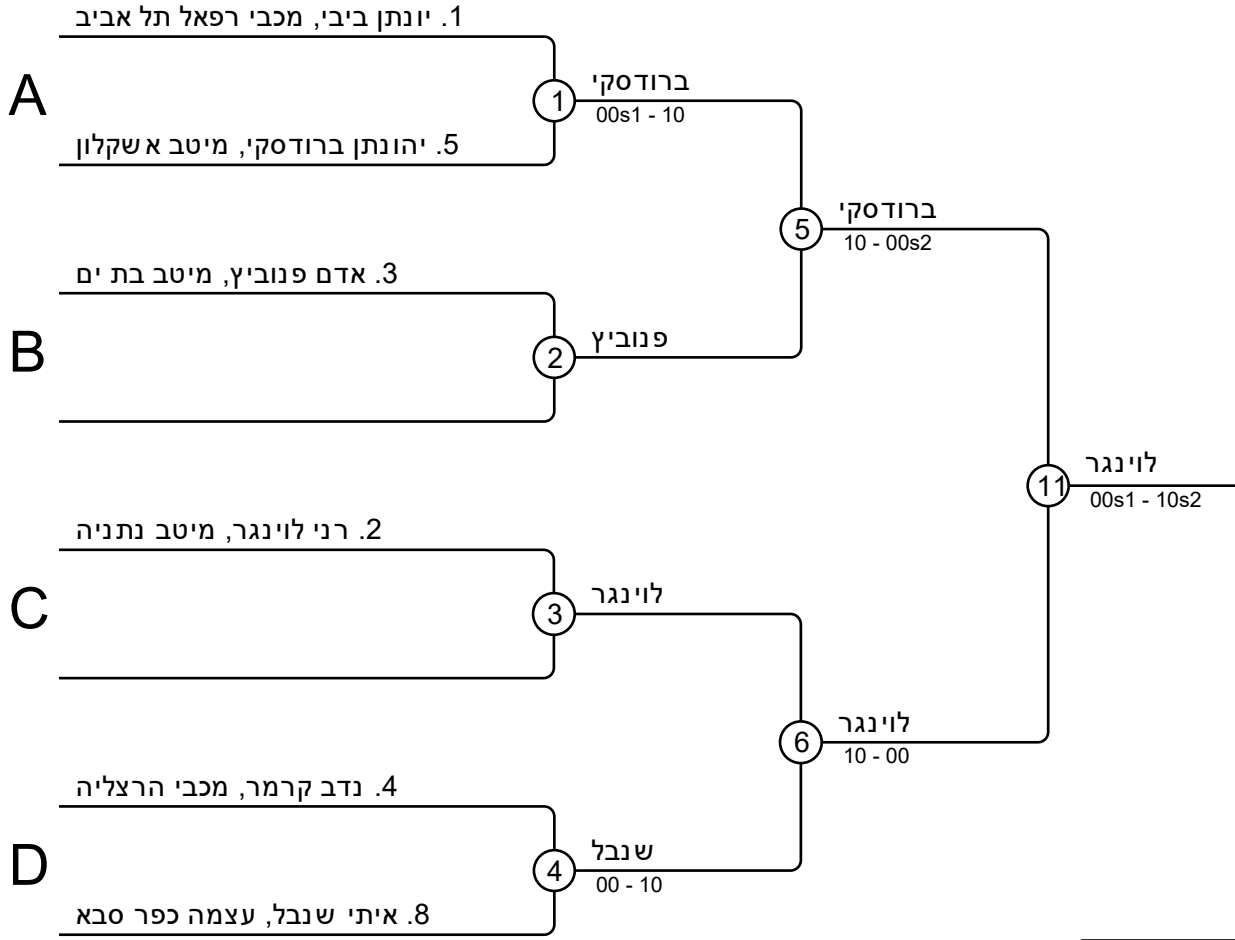 1. יונתן ביבי, מכבי רפאל תל אביב
A
1
ברודסקי
00s1 - 10
5. יהונתן ברודסקי, מיטב אשקלון
5
ברודסקי
10 - 00s2
3. אדם פנוביץ, מיטב בת ים
B
2
פנוביץ
11
לוינגר
00s1 - 10s2
2. רני לוינגר, מיטב נתניה
C
3
לוינגר
6
לוינגר
10 - 00
4. נדב קרמר, מכבי הרצליה
D
4
שנבל
00 - 10
8. איתי שנבל, עצמה כפר סבא